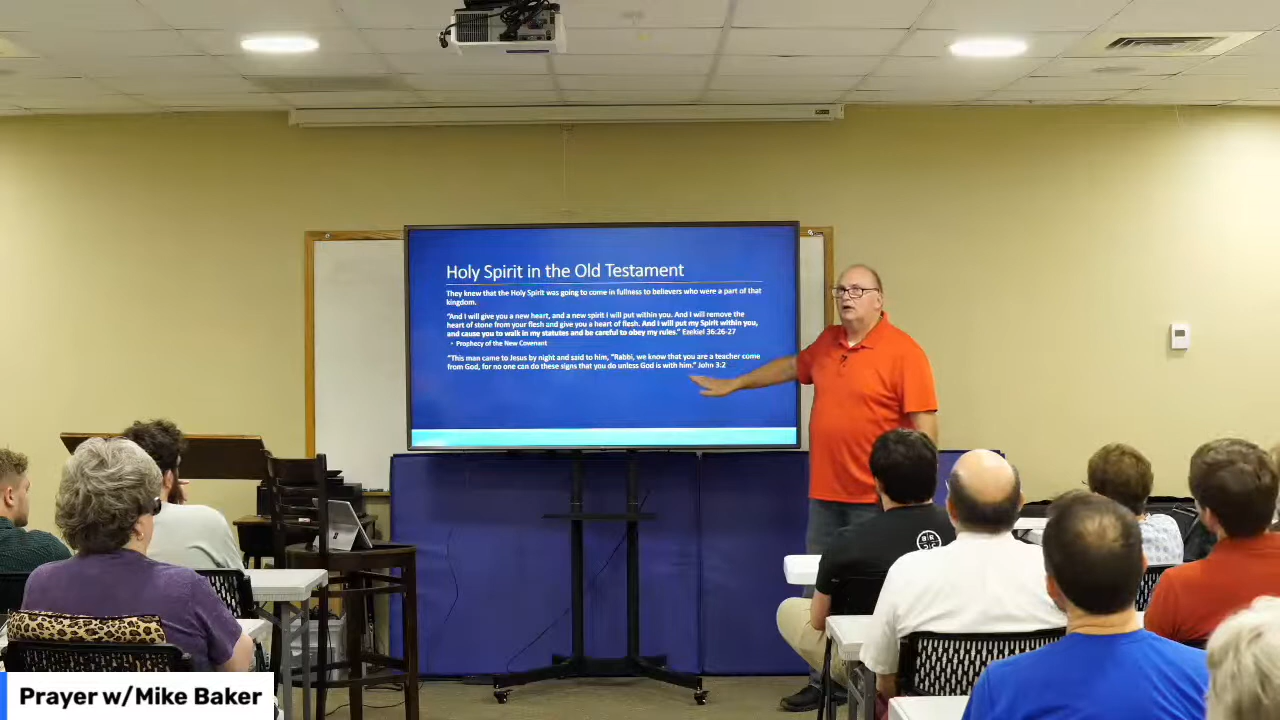 Holy Spirit in the Old Testament
They knew that the Holy Spirit was going to come in fullness to believers who were a part of that
kingdom.
"And I will give you a new heart, and a new spirit I will put within you. And I will remove the
heart of stone from your flesh and give you a heart of flesh. And I will put my Spirit within you,
and cause you to walk in my statutes and be careful to obey my rules." Ezekiel 36:26-27
• Prophecy of the New Covenant
"This man came to Jesus by night and said to him, "Rabbi, we know that you are a teacher come
from God, for no one can do these signs that you do unless God is with him." John 3:2
Prayer w/Mike Baker